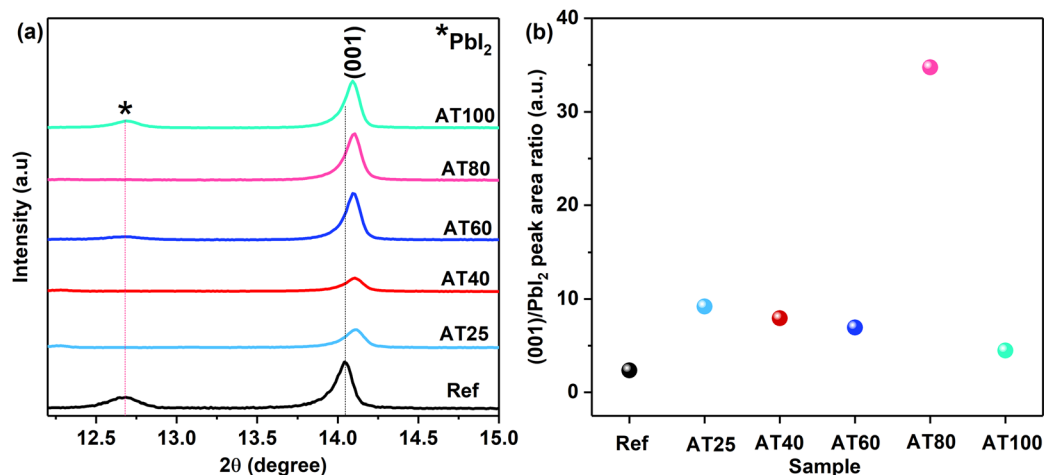 (a)
*PbI₂
(001)
*
AT100
AT80
AT60
AT40
AT25
Ref
Intensity (a.u)
12.5 13.0 13.5 14.0 14.5 15.0
2θ (degree)
(b)
40
30
20
10
0
(001)/PbI₂ peak area ratio (a.u.)
Ref AT25 AT40 AT60 AT80 AT100
Sample